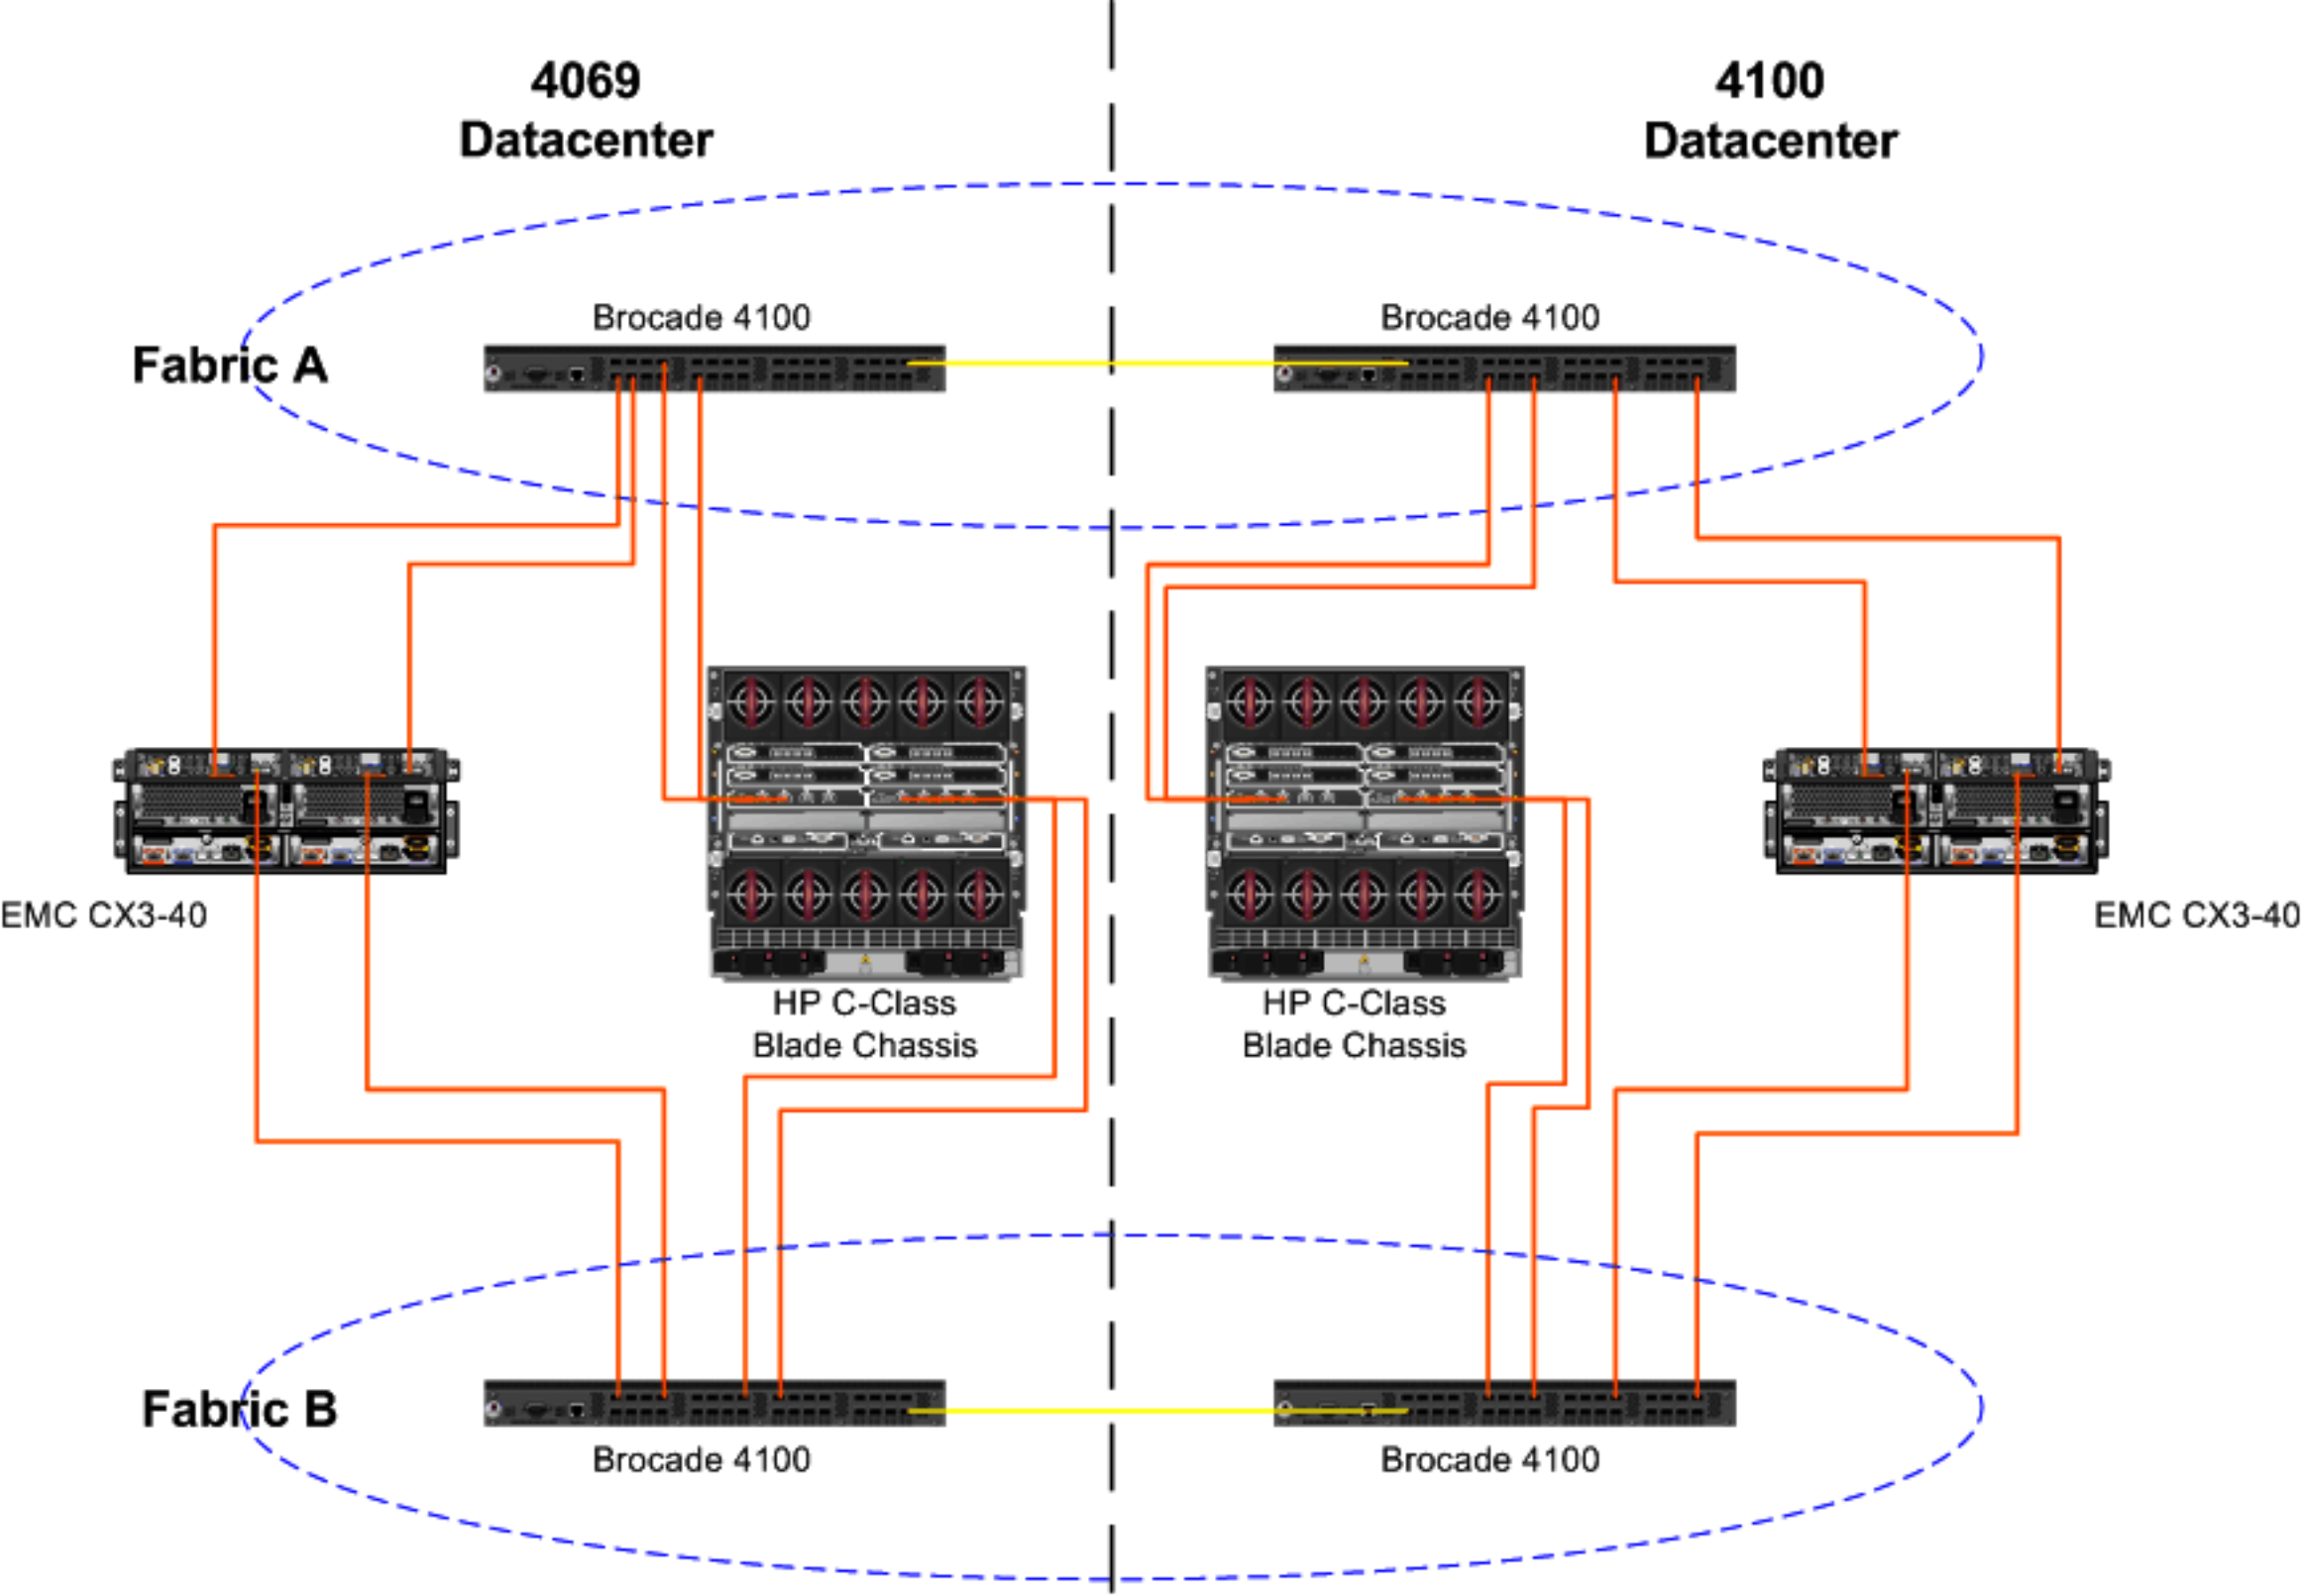 4069
Datacenter
4100
Datacenter
Brocade 4100
Brocade 4100
Fabric A
EMC CX3-40
EMC CX3-40
HP C-Class
Blade Chassis
HP C-Class
Blade Chassis
Fabric B
Brocade 4100
Brocade 4100